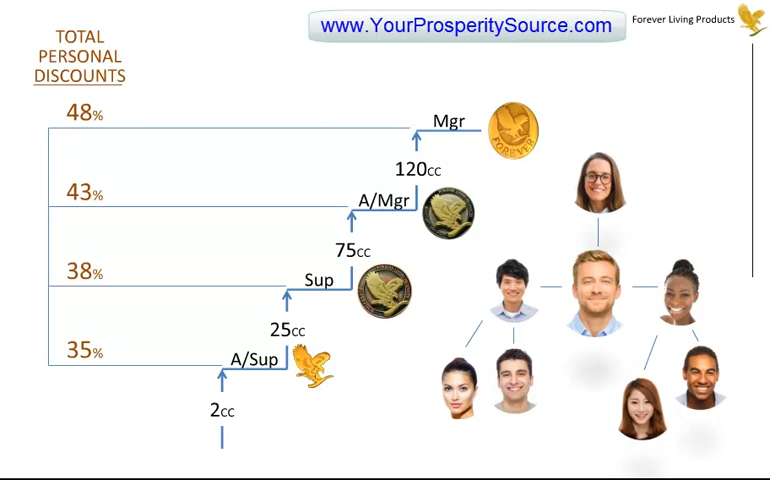 www.YourProsperitySource.com
Forever Living Products
TOTAL
PERSONAL
DISCOUNTS
48%
Mgr
FOREVER
120CC
43%
A/Mgr
75CC
38%
Sup
25CC
35%
A/Sup
2CC